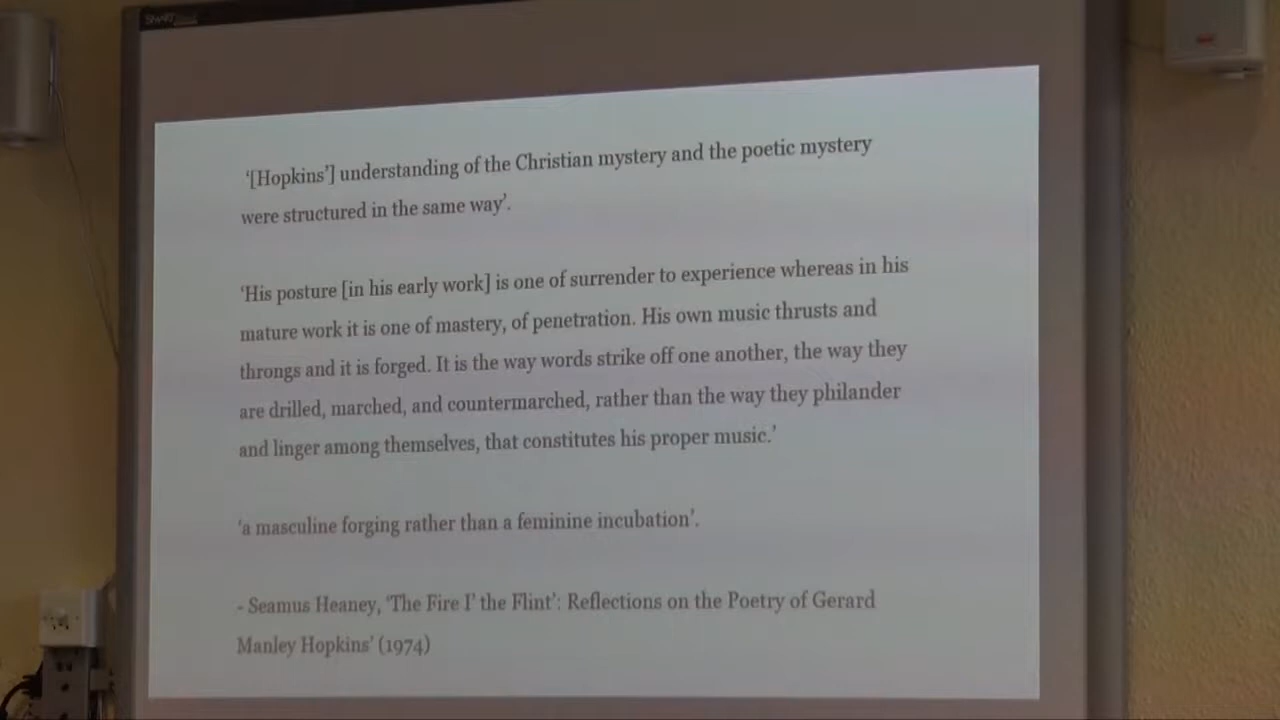 SMART
'[Hopkins'] understanding of the Christian mystery and the poetic mystery
were structured in the same way'.
'His posture [in his early work] is one of surrender to experience whereas in his
mature work it is one of mastery, of penetration. His own music thrusts and
throngs and it is forged. It is the way words strike off one another, the way they
are drilled, marched, and countermarched, rather than the way they philander
and linger among themselves, that constitutes his proper music.'
'a masculine forging rather than a feminine incubation'.
- Seamus Heaney, 'The Fire I' the Flint': Reflections on the Poetry of Gerard
Manley Hopkins' (1974)